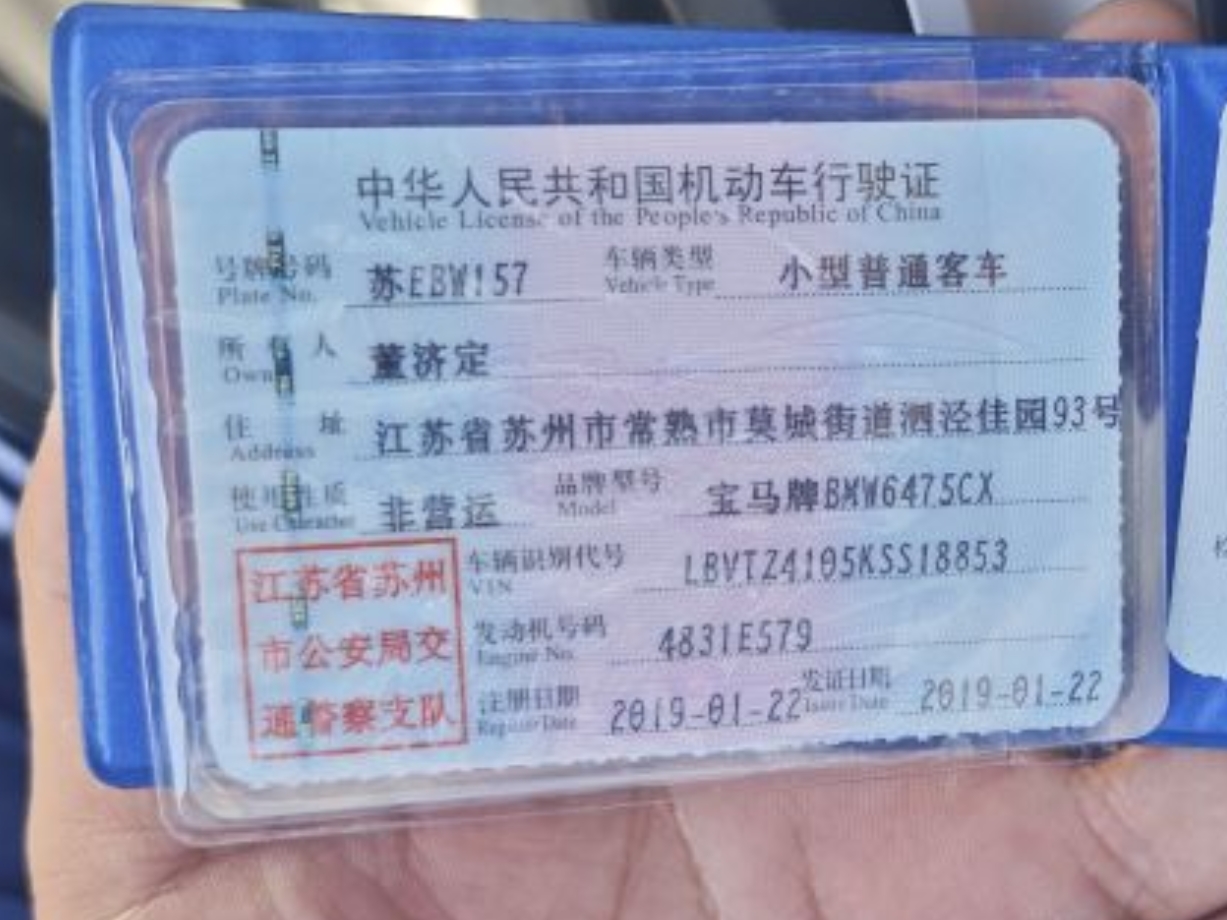 中华人民共和国机动车行驶证
Vehicle License of the People's Republic of China
号牌号码 苏EBW157 车辆类型 小型普通客车
Plate No. Vehicle Type
所有人 董济定
Owner
住址 江苏省苏州市常熟市莫城街道泗泾佳园93号
Address
使用性质 非营运 品牌型号 宝马牌BMW6475CX
Use Character Model
江苏省苏州 车辆识别代号 LBVTZ4105KSS18853
VIN
市公安局交 发动机号码 4831E579
Engine No.
通警察支队 注册日期 2019-01-22 发证日期 2019-01-22
Register Date Issue Date